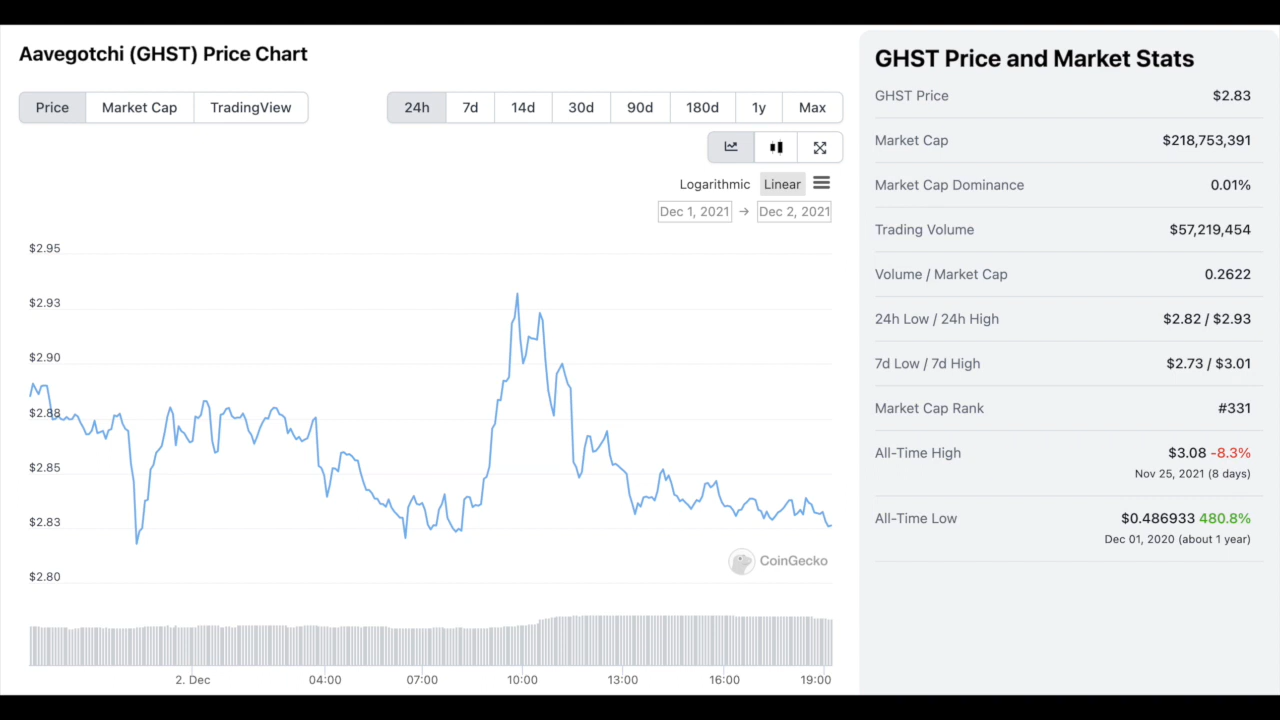 Aavegotchi (GHST) Price Chart
Price Market Cap TradingView
24h 7d 14d 30d 90d 180d 1y Max
Logarithmic Linear
Dec 1, 2021 → Dec 2, 2021
$2.95
$2.93
$2.90
$2.88
$2.85
$2.83
$2.80
CoinGecko
2. Dec 04:00 07:00 10:00 13:00 16:00 19:00
GHST Price and Market Stats
GHST Price $2.83
Market Cap $218,753,391
Market Cap Dominance 0.01%
Trading Volume $57,219,454
Volume / Market Cap 0.2622
24h Low / 24h High $2.82 / $2.93
7d Low / 7d High $2.73 / $3.01
Market Cap Rank #331
All-Time High $3.08 -8.3%
Nov 25, 2021 (8 days)
All-Time Low $0.486933 480.8%
Dec 01, 2020 (about 1 year)